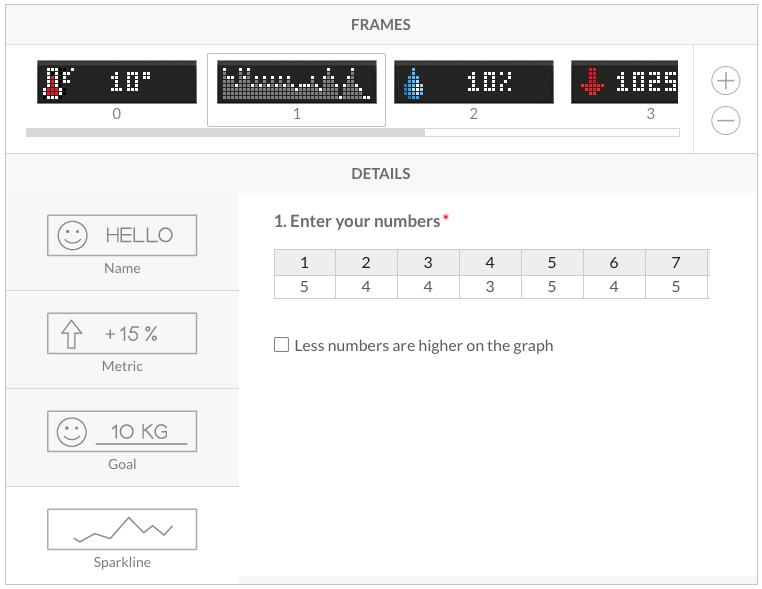 FRAMES
10° 10% 1029
0 1 2 3
DETAILS
HELLO
Name
+15 %
Metric
10 KG
Goal
Sparkline
1. Enter your numbers*
1 2 3 4 5 6 7
5 4 4 3 5 4 5
Less numbers are higher on the graph